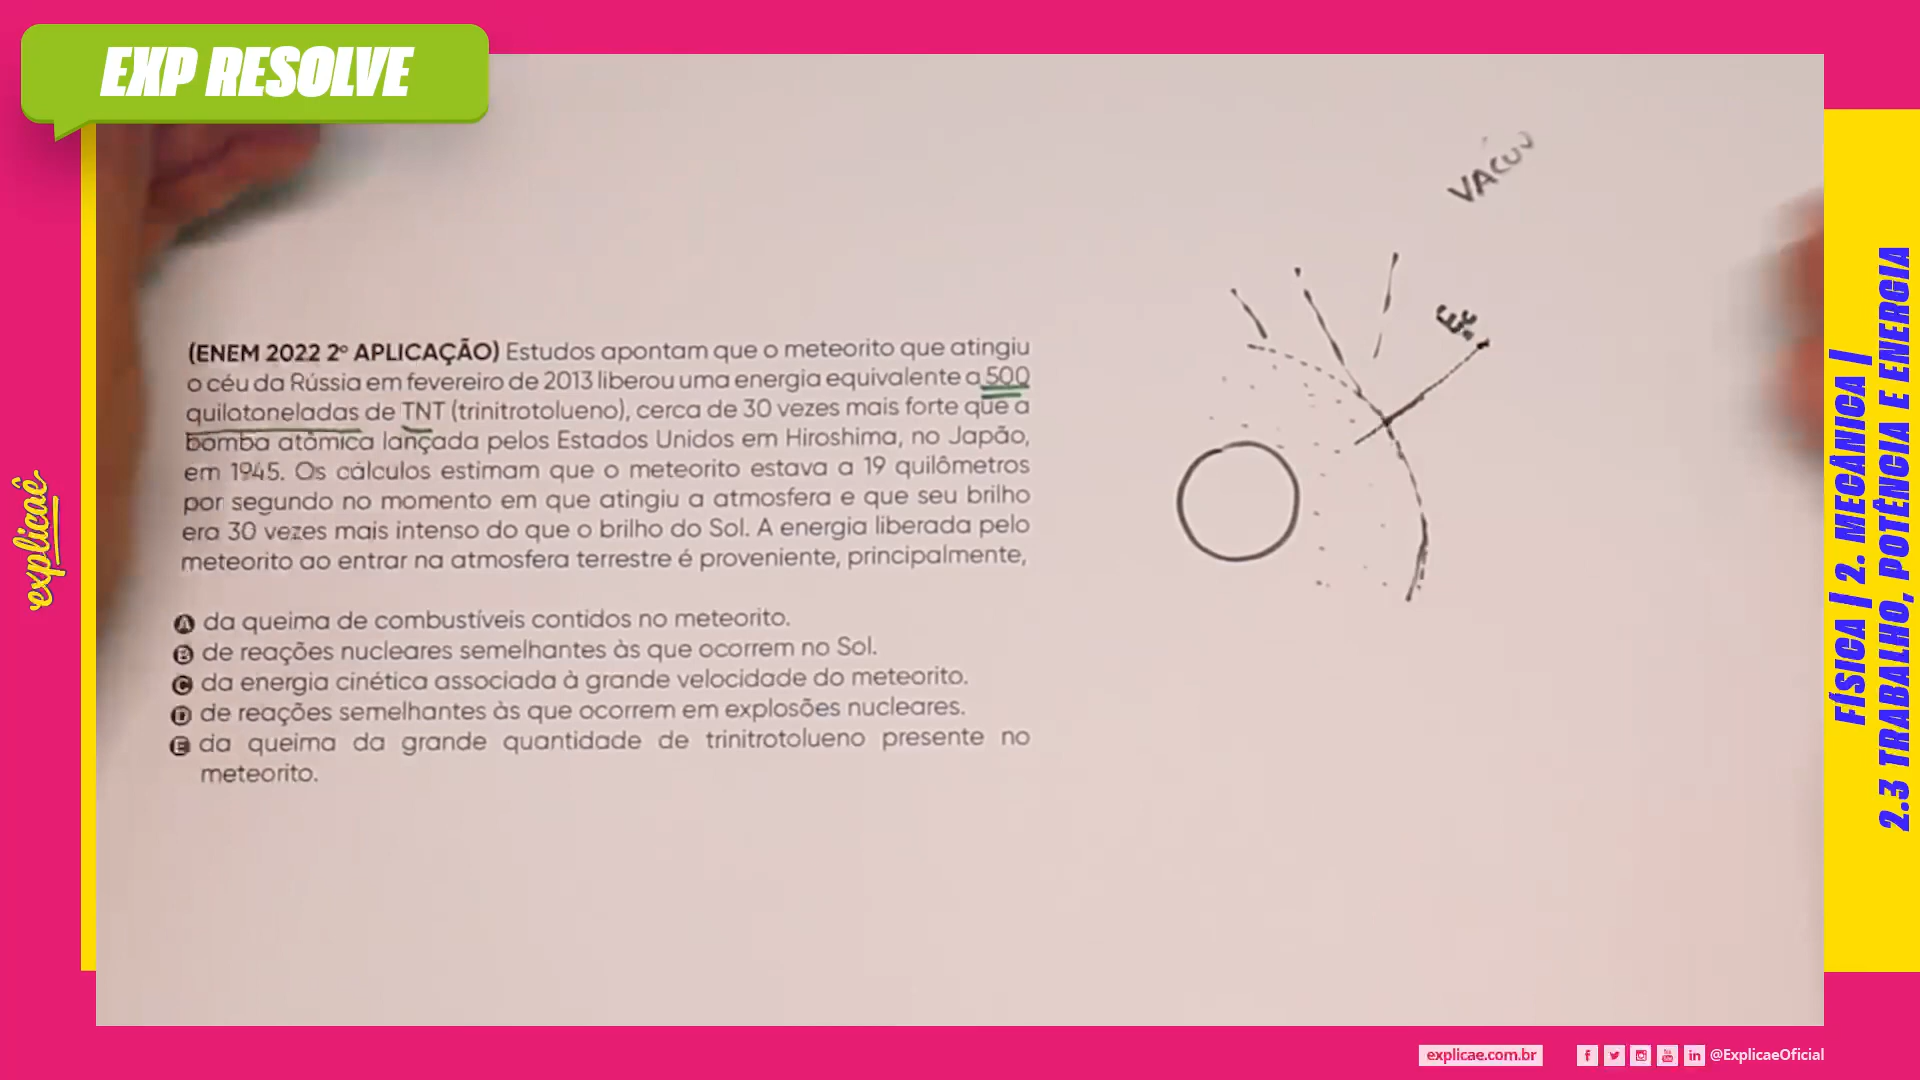 EXP RESOLVE
VÁCUO
(ENEM 2022 2º APLICAÇÃO) Estudos apontam que o meteorito que atingiu
o céu da Rússia em fevereiro de 2013 liberou uma energia equivalente a 500
quilotoneladas de TNT (trinitrotolueno), cerca de 30 vezes mais forte que a
bomba atômica lançada pelos Estados Unidos em Hiroshima, no Japão,
em 1945. Os cálculos estimam que o meteorito estava a 19 quilômetros
por segundo no momento em que atingiu a atmosfera e que seu brilho
era 30 vezes mais intenso do que o brilho do Sol. A energia liberada pelo
meteorito ao entrar na atmosfera terrestre é proveniente, principalmente,
A da queima de combustíveis contidos no meteorito.
B de reações nucleares semelhantes às que ocorrem no Sol.
C da energia cinética associada à grande velocidade do meteorito.
D de reações semelhantes às que ocorrem em explosões nucleares.
E da queima da grande quantidade de trinitrotolueno presente no
meteorito.
explicaê
FÍSICA | 2. MECÂNICA |
2.3 TRABALHO, POTÊNCIA E ENERGIA
explicae.com.br
@ExplicaeOficial